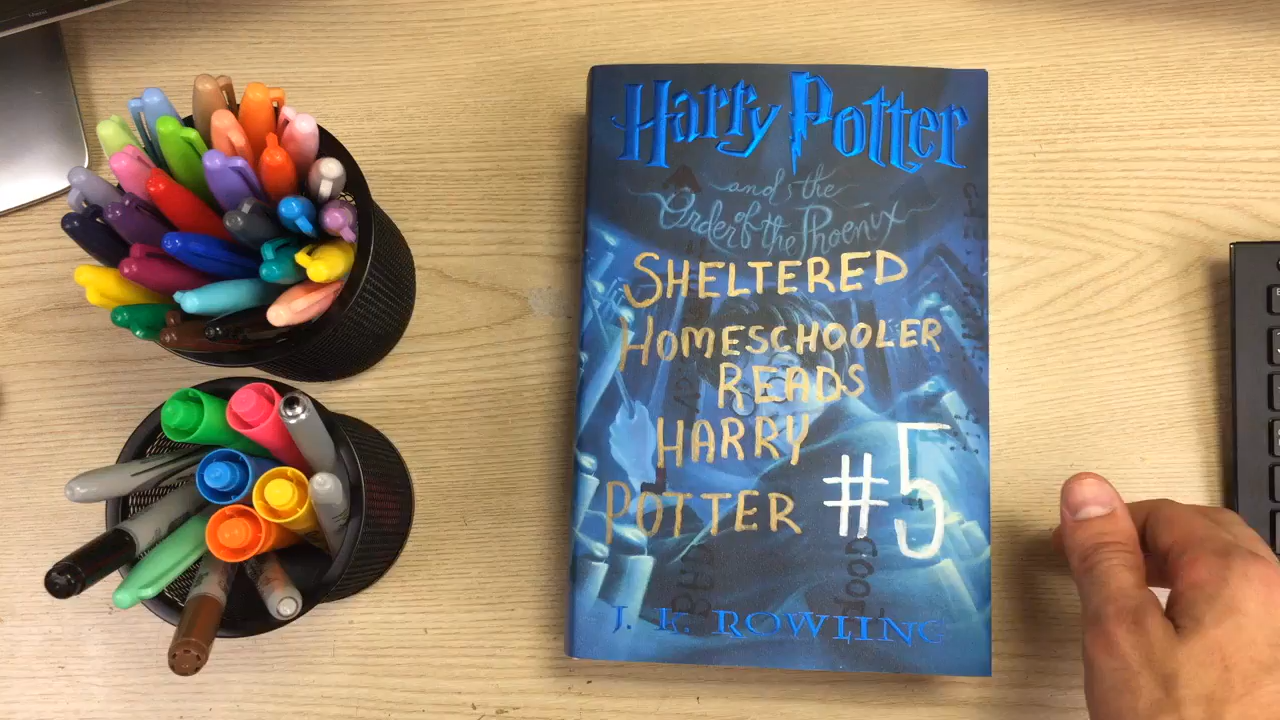 Harry Potter
and the
Order of the Phoenix
SHELTERED
HOMESCHOOLER
READS
HARRY
POTTER #5
J. K. ROWLING